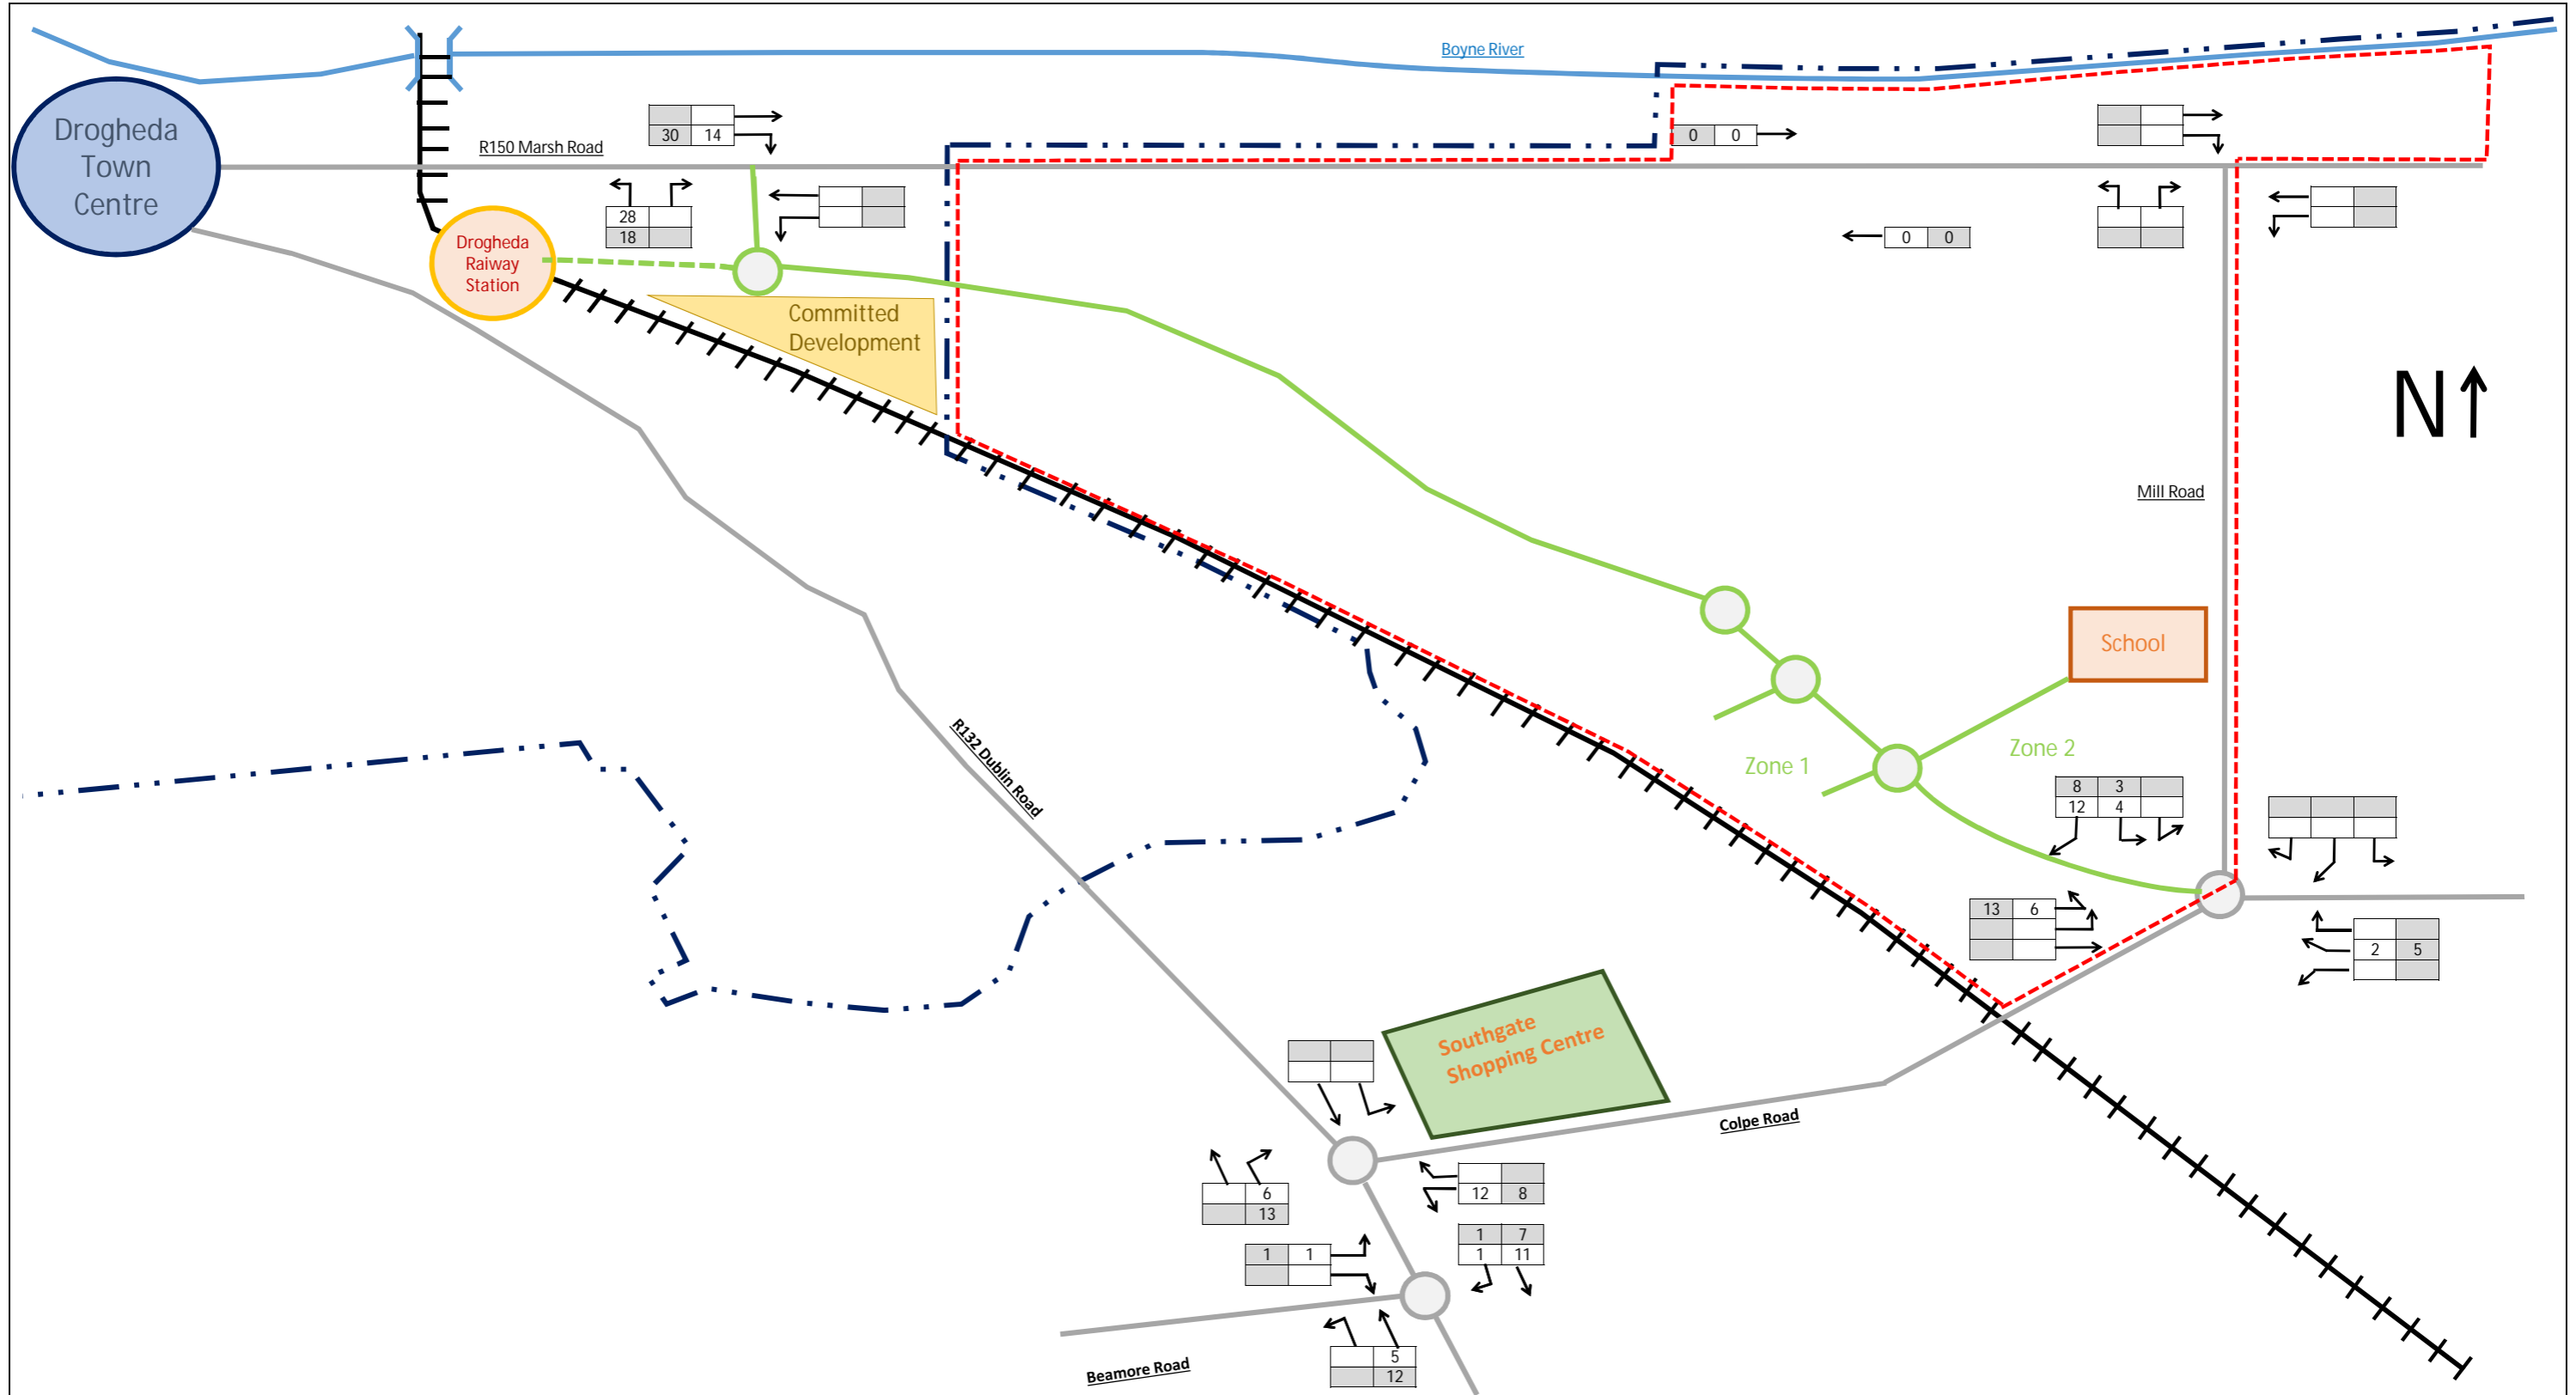 Boyne River
Drogheda
Town
Centre
30 14
0 0
R150 Marsh Road
28
18
0 0
Drogheda
Raiway
Station
Committed
Development
N
Mill Road
School
R132 Dublin Road
Zone 1
Zone 2
8 3
12 4
13 6
2 5
Southgate
Shopping Centre
Colpe Road
6
13
12 8
1 7
1 11
1 1
5
12
Beamore Road